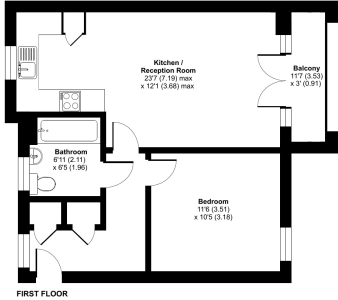 Kitchen /
Reception Room
23'7 (7.19) max
x 12'1 (3.68) max
Balcony
11'7 (3.53)
x 3' (0.91)
Bathroom
6'11 (2.11)
x 6'5 (1.96)
Bedroom
11'6 (3.51)
x 10'5 (3.18)
FIRST FLOOR